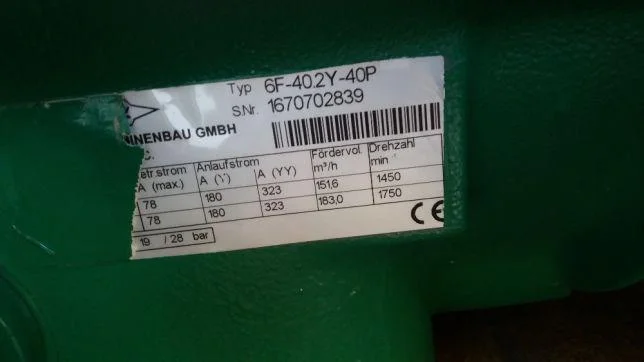 Typ 6F-40.2Y-40P
S.Nr. 1670702839
INENBAU GMBH
etr.strom Anlaufstrom Fördervol. Drehzahl
A (max.) A (Y) A (YY) m³/h min
78 180 323 151,6 1450
78 180 323 183,0 1750
19 / 28 bar
CE